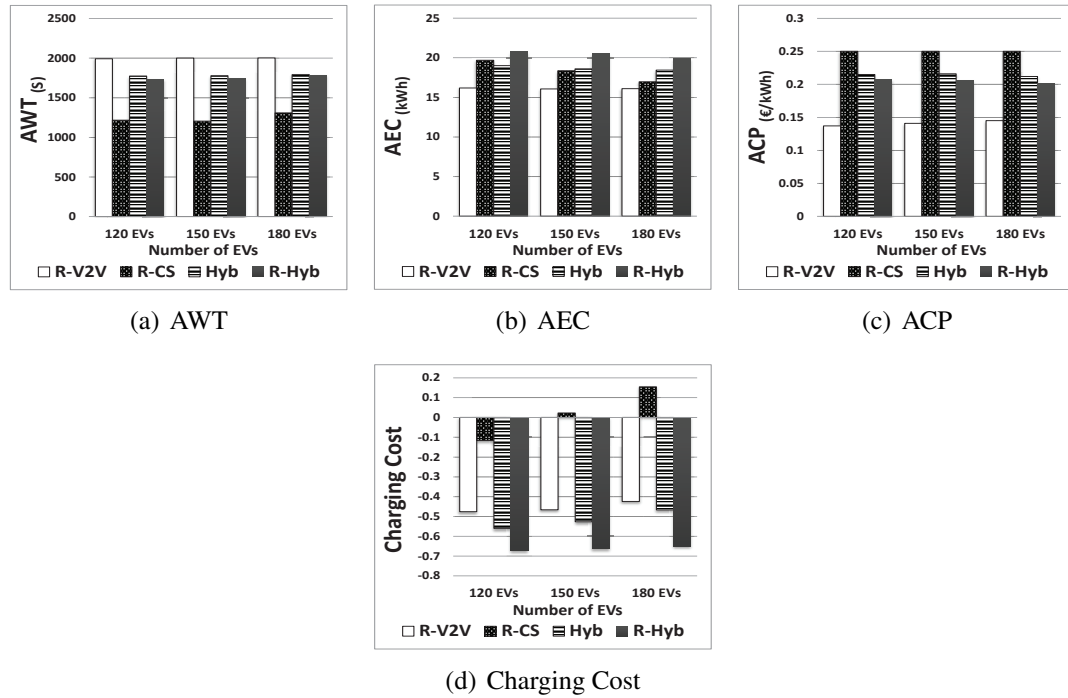 2500
2000
1500
1000
500
0
AWT (S)
120 EVs 150 EVs 180 EVs
Number of EVs
R-V2V R-CS Hyb R-Hyb
(a) AWT
25
20
15
10
5
0
AEC (kWh)
120 EVs 150 EVs 180 EVs
Number of EVs
R-V2V R-CS Hyb R-Hyb
(b) AEC
0.3
0.25
0.2
0.15
0.1
0.05
0
ACP (€/kWh)
120 EVs 150 EVs 180 EVs
Number of EVs
R-V2V R-CS Hyb R-Hyb
(c) ACP
0.2
0.1
0
-0.1
-0.2
-0.3
-0.4
-0.5
-0.6
-0.7
-0.8
Charging Cost
120 EVs 150 EVs 180 EVs
Number of EVs
R-V2V R-CS Hyb R-Hyb
(d) Charging Cost